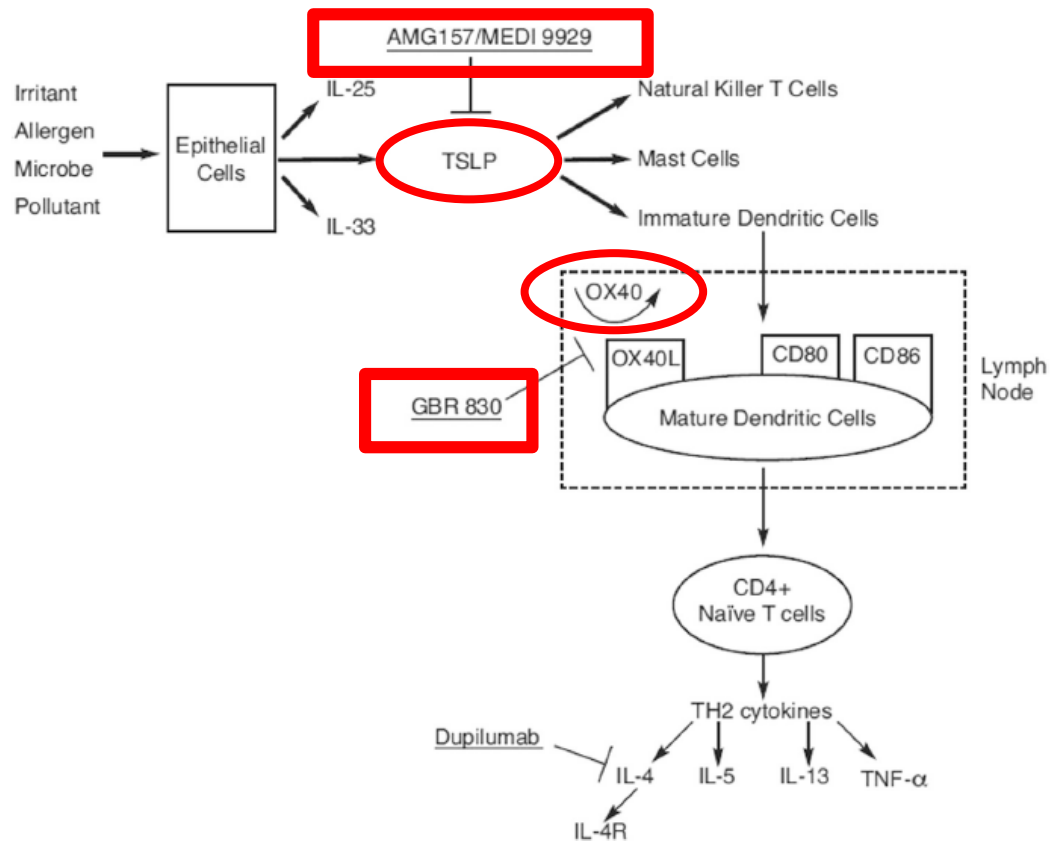 AMG157/MEDI 9929
Irritant
Allergen
Microbe
Pollutant
Epithelial
Cells
IL-25
IL-33
TSLP
Natural Killer T Cells
Mast Cells
Immature Dendritic Cells
OX40
OX40L
CD80
CD86
Mature Dendritic Cells
Lymph
Node
GBR 830
CD4+
Naïve T cells
TH2 cytokines
Dupilumab
IL-4
IL-5
IL-13
TNF-α
IL-4R